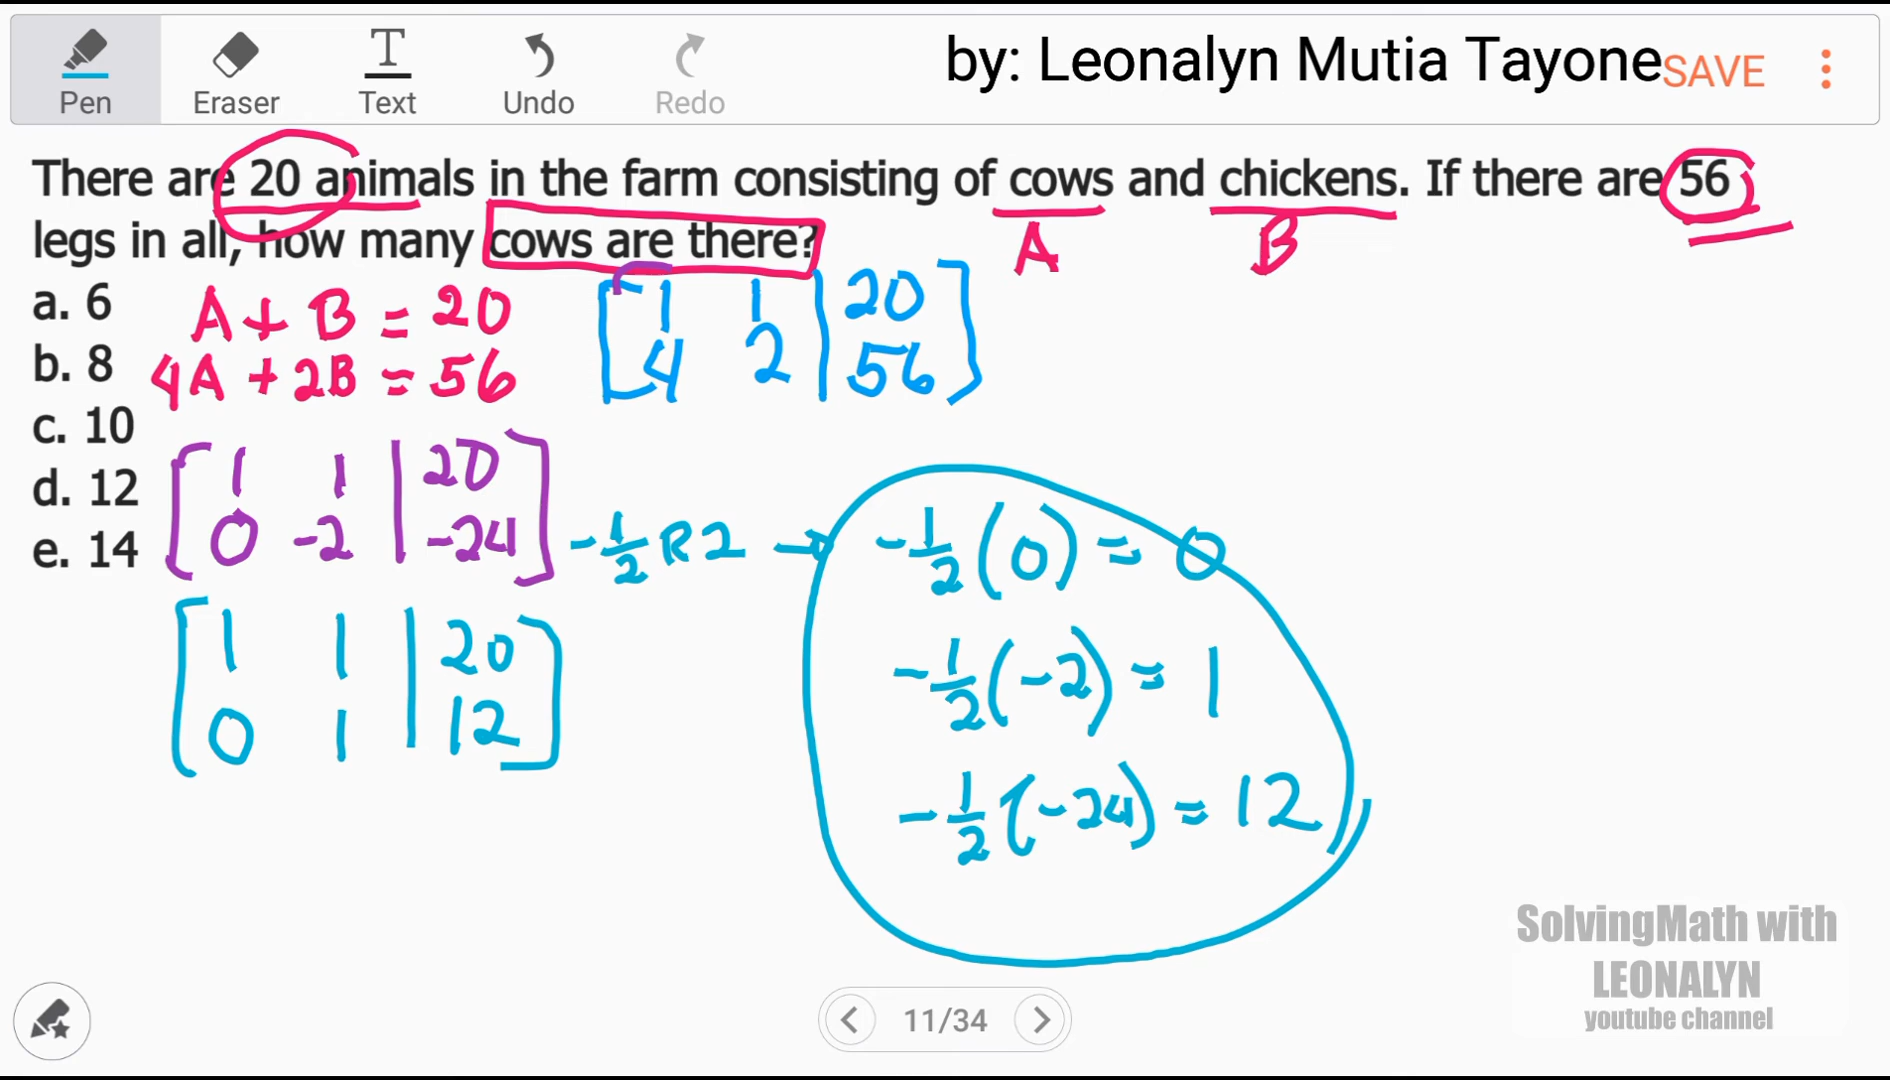 Pen Eraser Text Undo Redo by: Leonalyn Mutia Tayone SAVE
There are 20 animals in the farm consisting of cows and chickens. If there are 56
legs in all, how many cows are there?
A B
a. 6
b. 8
c. 10
d. 12
e. 14
A + B = 20
4A + 2B = 56
1 1 | 20
4 2 | 56
1 1 | 20
0 -2 | -24
-1/2 R2 →
1 1 | 20
0 1 | 12
-1/2 (0) = 0
-1/2 (-2) = 1
-1/2 (-24) = 12
SolvingMath with
LEONALYN
youtube channel
11/34